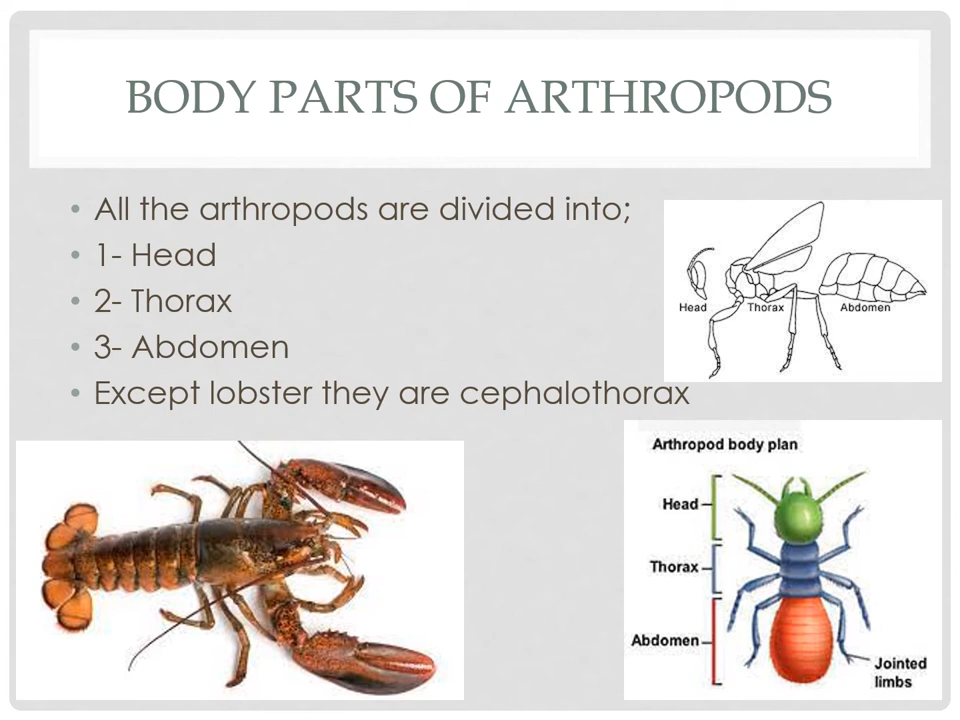 BODY PARTS OF ARTHROPODS
• All the arthropods are divided into;
• 1- Head
• 2- Thorax
• 3- Abdomen
• Except lobster they are cephalothorax
Head Thorax Abdomen
Arthropod body plan
Head
Thorax
Abdomen
Jointed
limbs